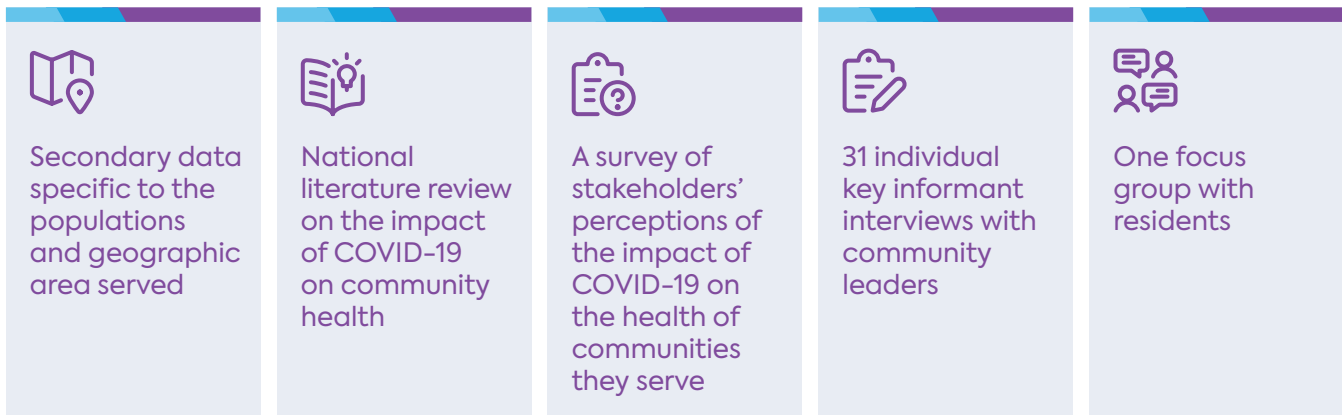 Secondary data
specific to the
populations
and geographic
area served
National
literature review
on the impact
of COVID-19
on community
health
A survey of
stakeholders’
perceptions of
the impact of
COVID-19 on
the health of
communities
they serve
31 individual
key informant
interviews with
community
leaders
One focus
group with
residents